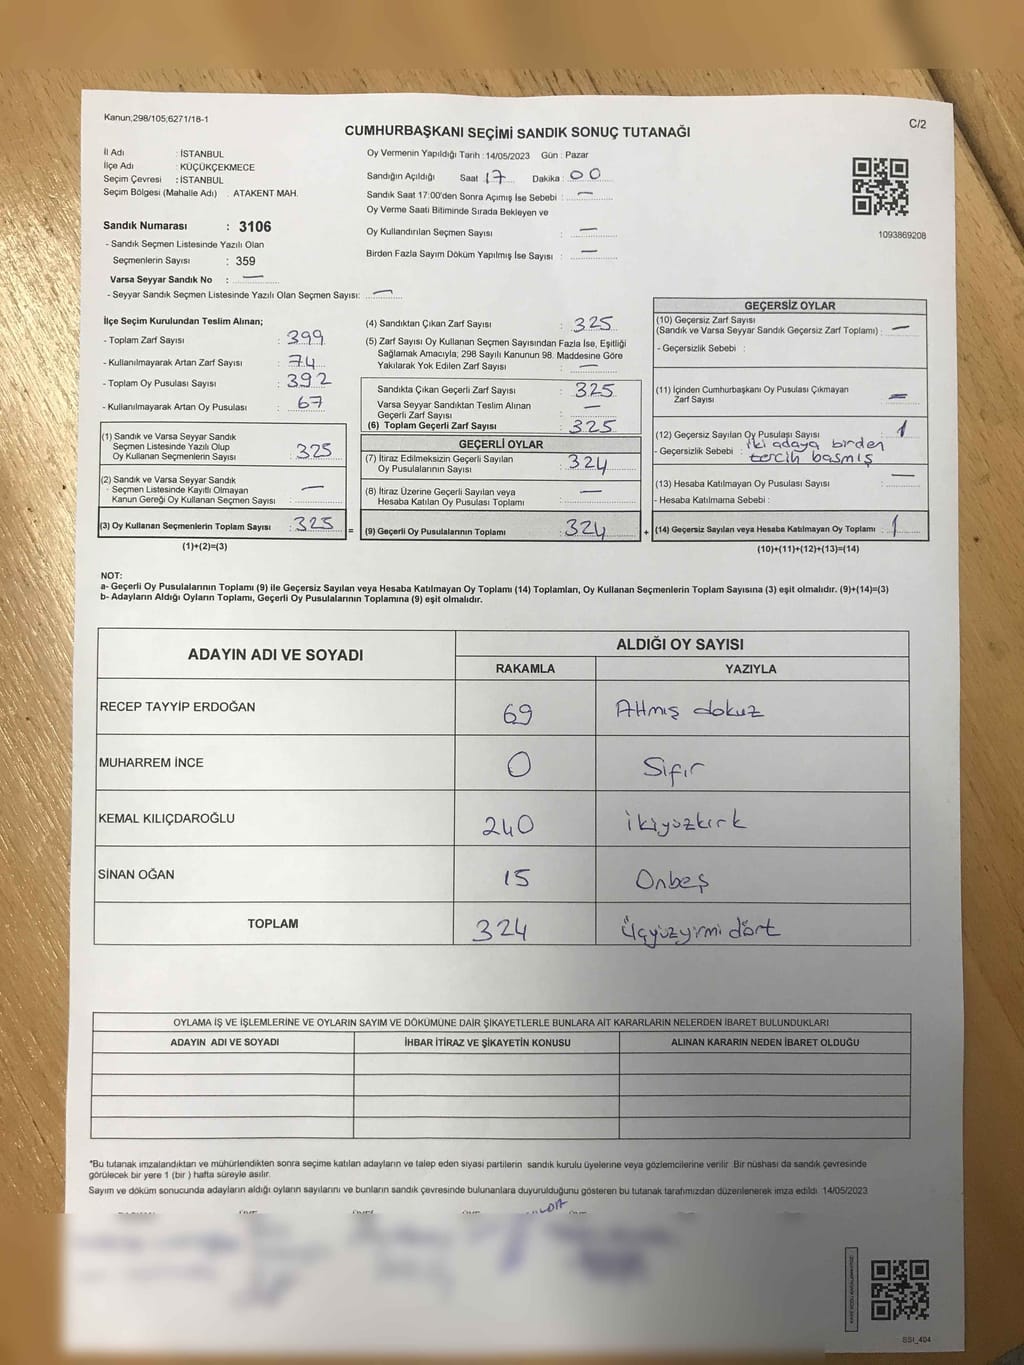 Kanun;298/105;6271/18-1
C/2
CUMHURBAŞKANI SEÇİMİ SANDIK SONUÇ TUTANAĞI
İl Adı : İSTANBUL
İlçe Adı : KÜÇÜKÇEKMECE
Seçim Çevresi : İSTANBUL
Seçim Bölgesi (Mahalle Adı) : ATAKENT MAH.
Sandık Numarası : 3106
- Sandık Seçmen Listesinde Yazılı Olan
Seçmenlerin Sayısı : 359
Varsa Seyyar Sandık No : —
- Seyyar Sandık Seçmen Listesinde Yazılı Olan Seçmen Sayısı: —
Oy Vermenin Yapıldığı Tarih : 14/05/2023 Gün : Pazar
Sandığın Açıldığı Saat 17 Dakika : 00
Sandık Saat 17:00'den Sonra Açımış İse Sebebi : —
Oy Verme Saati Bitiminde Sırada Bekleyen ve
Oy Kullandırılan Seçmen Sayısı : —
Birden Fazla Sayım Döküm Yapılmış İse Sayısı : —
1093869208
İlçe Seçim Kurulundan Teslim Alınan;
- Toplam Zarf Sayısı : 399
- Kullanılmayarak Artan Zarf Sayısı : 74
- Toplam Oy Pusulası Sayısı : 392
- Kullanılmayarak Artan Oy Pusulası : 67
(1) Sandık ve Varsa Seyyar Sandık
Seçmen Listesinde Yazılı Olup
Oy Kullanan Seçmenlerin Sayısı : 325
(2) Sandık ve Varsa Seyyar Sandık
Seçmen Listesinde Kayıtlı Olmayan
Kanun Gereği Oy Kullanan Seçmen Sayısı : —
(3) Oy Kullanan Seçmenlerin Toplam Sayısı : 325 =
(1)+(2)=(3)
(4) Sandıktan Çıkan Zarf Sayısı : 325
(5) Zarf Sayısı Oy Kullanan Seçmen Sayısından Fazla İse, Eşitliği
Sağlamak Amacıyla; 298 Sayılı Kanunun 98. Maddesine Göre
Yakılarak Yok Edilen Zarf Sayısı : —
Sandıkta Çıkan Geçerli Zarf Sayısı : 325
Varsa Seyyar Sandıktan Teslim Alınan
Geçerli Zarf Sayısı : —
(6) Toplam Geçerli Zarf Sayısı : 325
GEÇERLİ OYLAR
(7) İtiraz Edilmeksizin Geçerli Sayılan
Oy Pusulalarının Sayısı : 324
(8) İtiraz Üzerine Geçerli Sayılan veya
Hesaba Katılan Oy Pusulası Toplamı : —
(9) Geçerli Oy Pusulalarının Toplamı : 324 +
GEÇERSİZ OYLAR
(10) Geçersiz Zarf Sayısı
(Sandık ve Varsa Seyyar Sandık Geçersiz Zarf Toplamı) : —
- Geçersizlik Sebebi :
(11) İçinden Cumhurbaşkanı Oy Pusulası Çıkmayan
Zarf Sayısı : —
(12) Geçersiz Sayılan Oy Pusulası Sayısı : 1
- Geçersizlik Sebebi : iki adaya birden
tercih basmış
(13) Hesaba Katılmayan Oy Pusulası Sayısı : —
- Hesaba Katılmama Sebebi :
(14) Geçersiz Sayılan veya Hesaba Katılmayan Oy Toplamı : 1
(10)+(11)+(12)+(13)=(14)
NOT:
a- Geçerli Oy Pusulalarının Toplamı (9) ile Geçersiz Sayılan veya Hesaba Katılmayan Oy Toplamı (14) Toplamları, Oy Kullanan Seçmenlerin Toplam Sayısına (3) eşit olmalıdır. (9)+(14)=(3)
b- Adayların Aldığı Oyların Toplamı, Geçerli Oy Pusulalarının Toplamına (9) eşit olmalıdır.
ADAYIN ADI VE SOYADI ALDIĞI OY SAYISI
RAKAMLA YAZIYLA
RECEP TAYYİP ERDOĞAN 69 Altmış dokuz
MUHARREM İNCE 0 Sıfır
KEMAL KILIÇDAROĞLU 240 ikiyüzkırk
SİNAN OĞAN 15 Onbeş
TOPLAM 324 üçyüzyirmi dört
OYLAMA İŞ VE İŞLEMLERİNE VE OYLARIN SAYIM VE DÖKÜMÜNE DAİR ŞİKAYETLERLE BUNLARA AİT KARARLARIN NELERDEN İBARET BULUNDUKLARI
ADAYIN ADI VE SOYADI İHBAR İTİRAZ VE ŞİKAYETİN KONUSU ALINAN KARARIN NEDEN İBARET OLDUĞU
*Bu tutanak imzalandıktan ve mühürlendikten sonra seçime katılan adayların ve talep eden siyasi partilerin sandık kurulu üyelerine veya gözlemcilerine verilir. Bir nüshası da sandık çevresinde
görülecek bir yere 1 (bir ) hafta süreyle asılır.
Sayım ve döküm sonucunda adayların aldığı oyların sayılarını ve bunların sandık çevresinde bulunanlara duyurulduğunu gösteren bu tutanak tarafımızdan düzenlenerek imza edildi. 14/05/2023
SSI_404